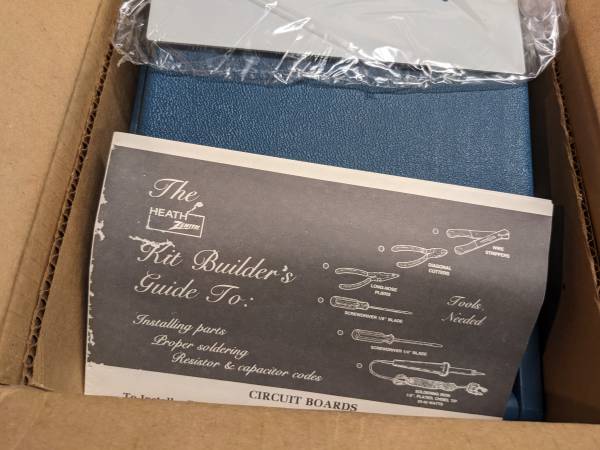 The
HEATH
ZENITH
Kit Builder's
Guide To:
Installing parts
Proper soldering
Resistor & capacitor codes
WIRE
STRIPPERS
DIAGONAL
CUTTERS
LONG-NOSE
PLIERS
SCREWDRIVER 1/8" BLADE
SCREWDRIVER 1/4" BLADE
Tools
Needed
SOLDERING IRON
CIRCUIT BOARDS